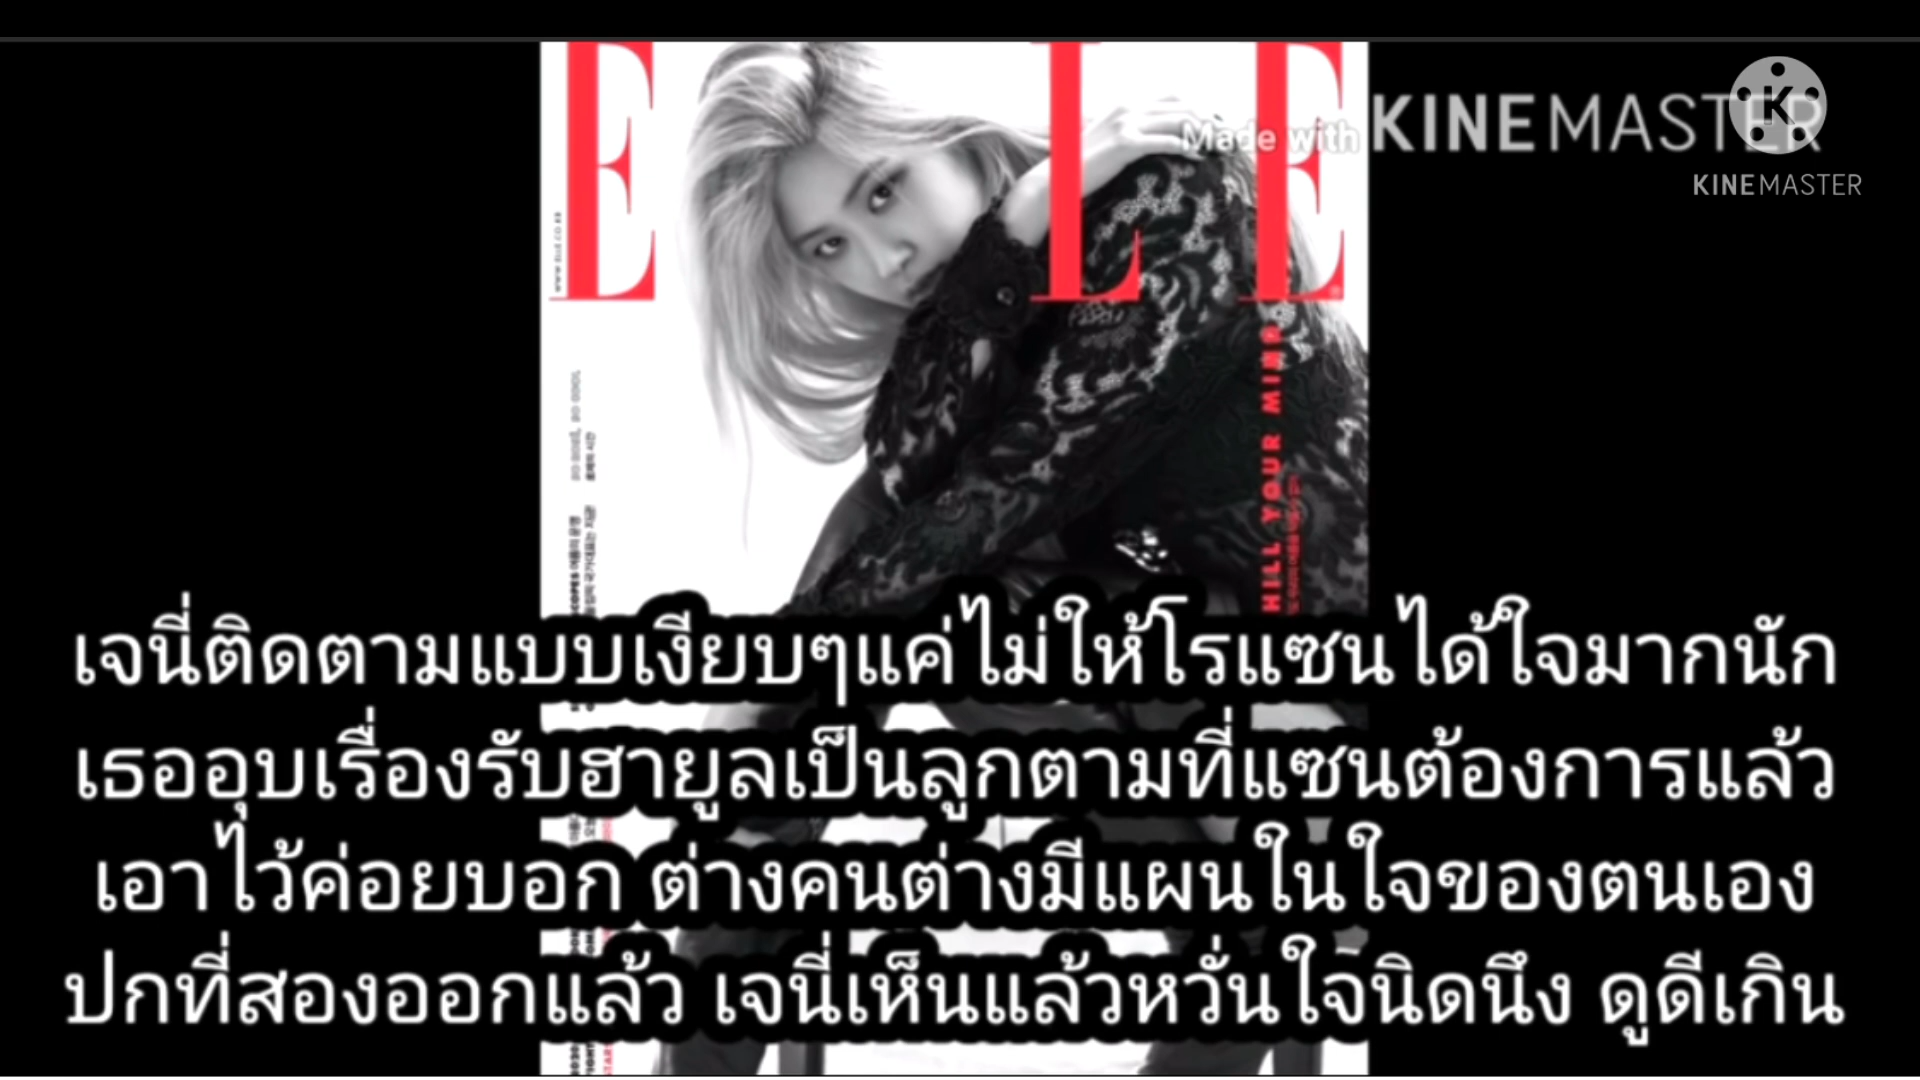 ELLE
Made with KINEMASTER
KINEMASTER
YOUR MIND
เจนี่ติดตามแบบเงียบๆแค่ไม่ให้โรแซนได้ใจมากนัก
เธออุบเรื่องรับฮายูลเป็นลูกตามที่แซนต้องการแล้ว
เอาไว้ค่อยบอก ต่างคนต่างมีแผนในใจของตนเอง
ปกที่สองออกแล้ว เจนี่เห็นแล้วหวั่นใจนิดนึง ดูดีเกิน